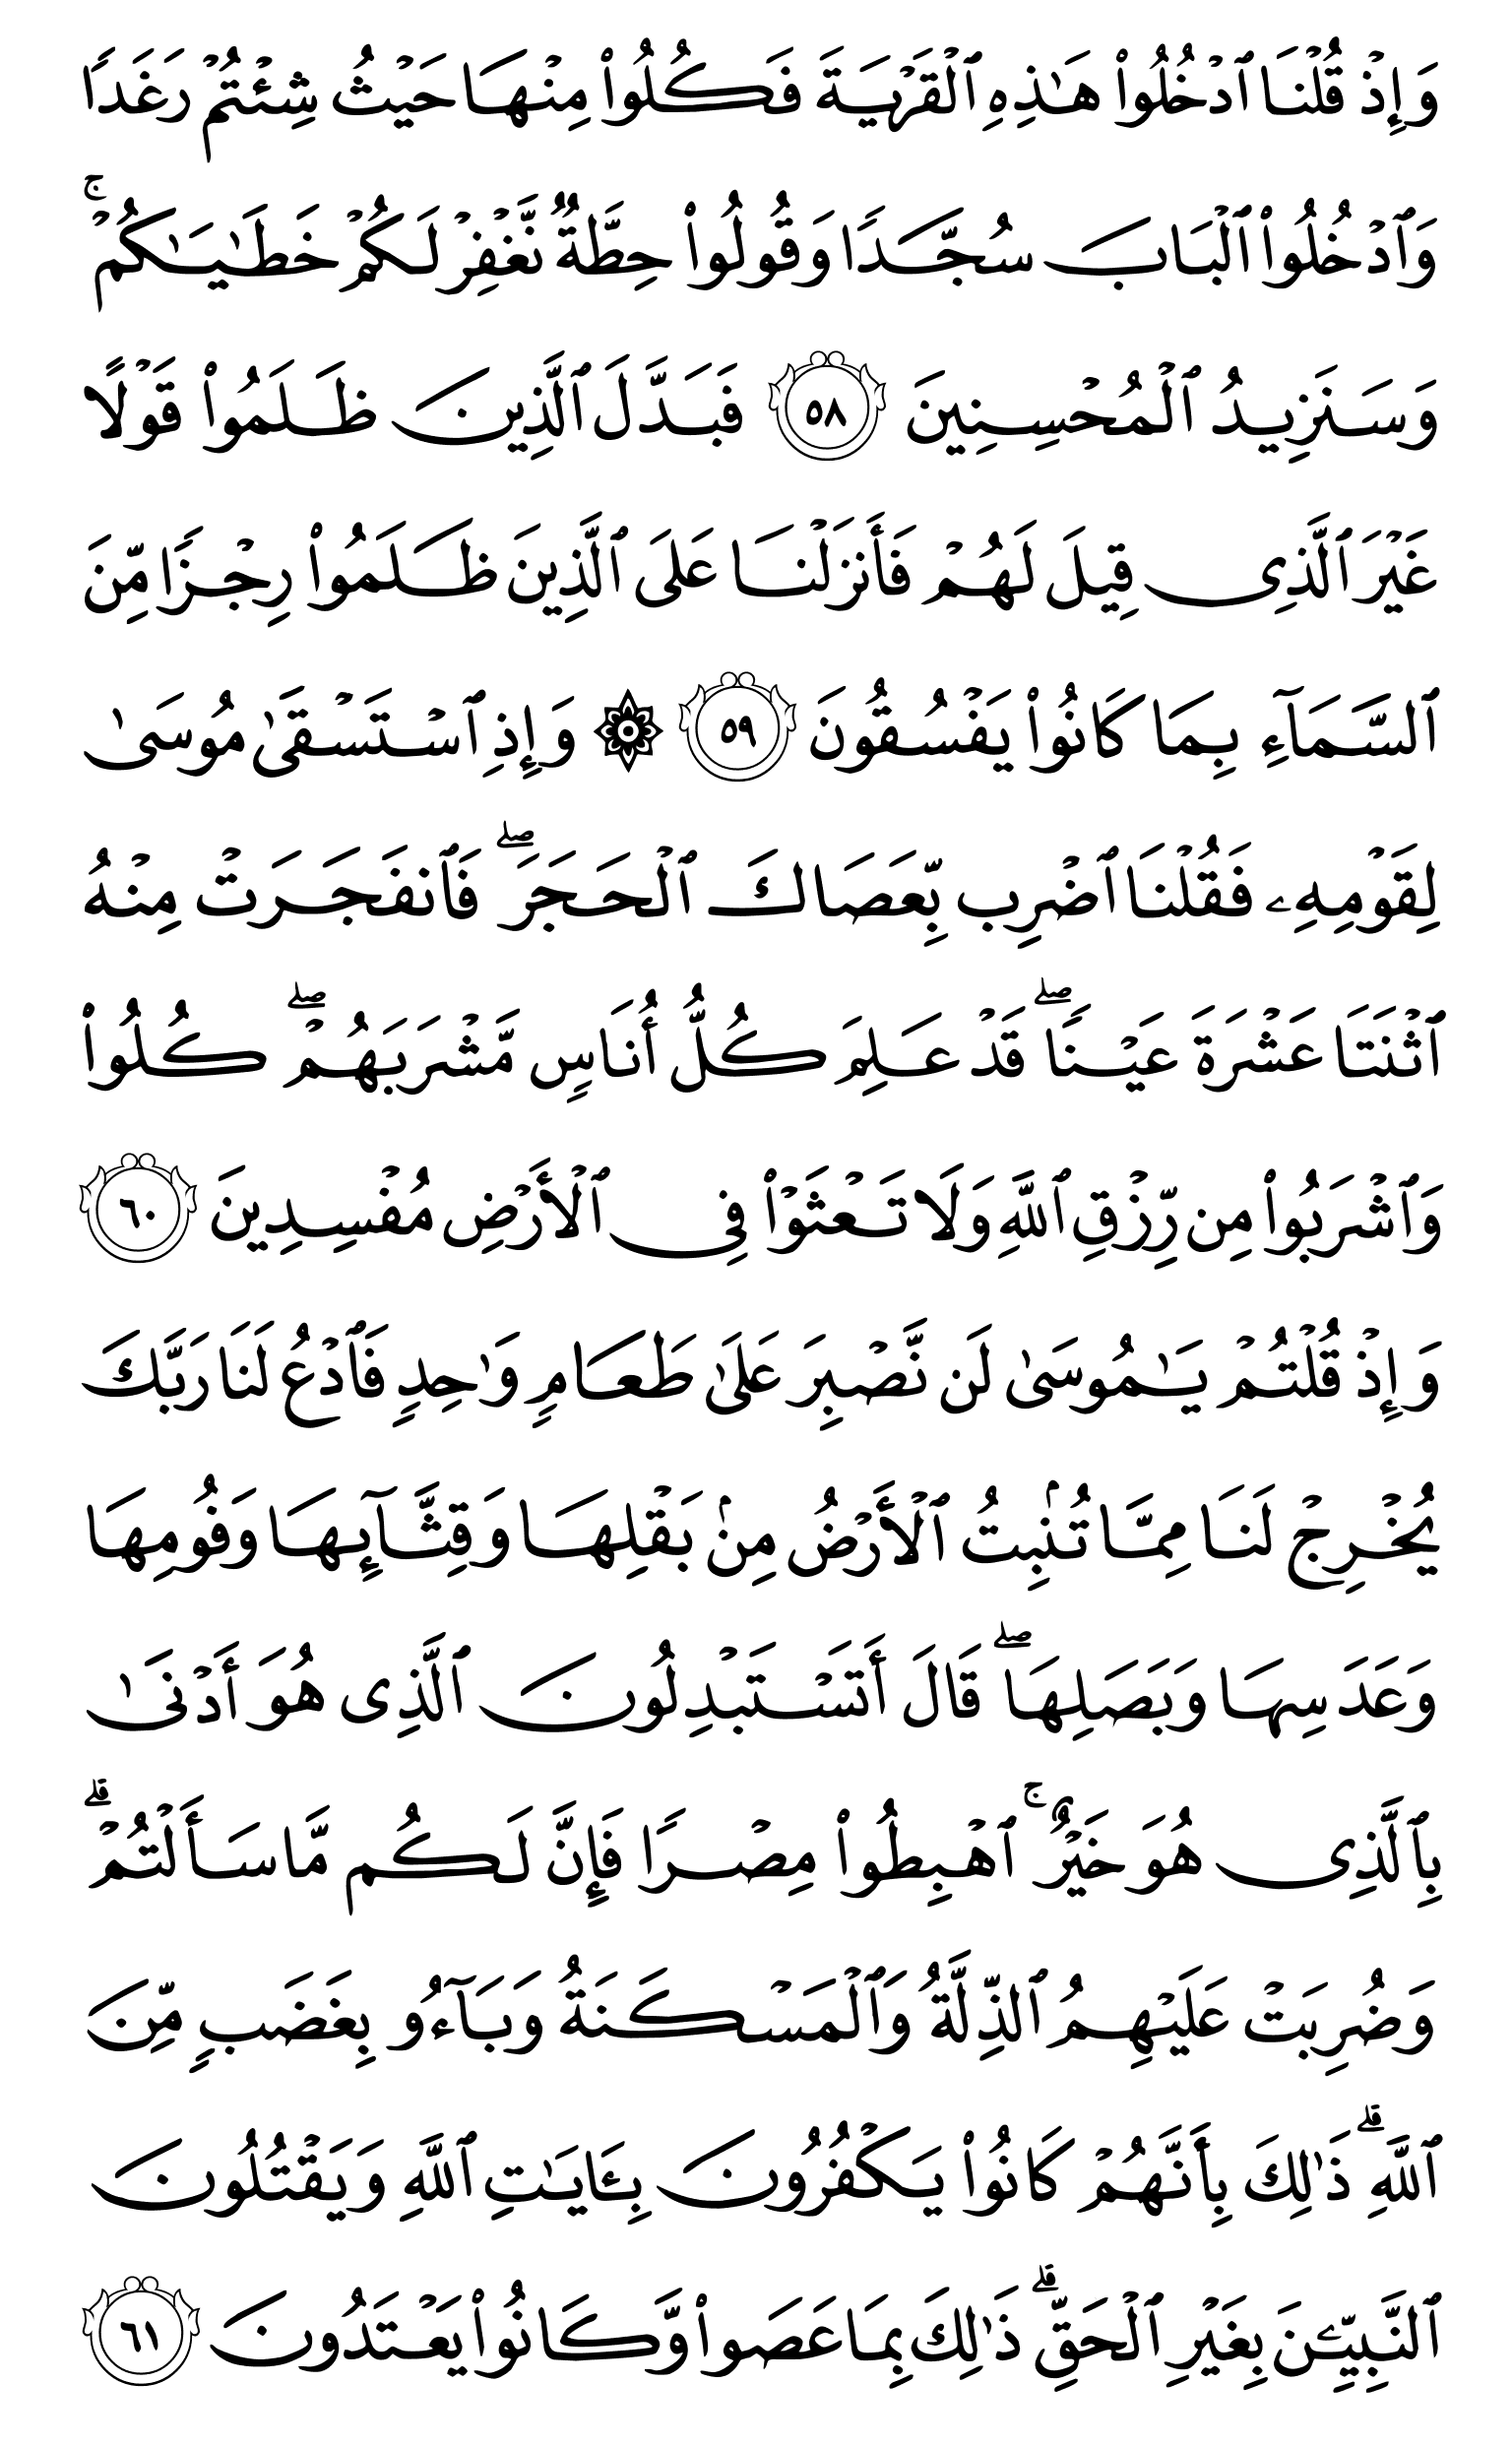 وَإِذۡ قُلۡنَا ٱدۡخُلُواْ هَٰذِهِ ٱلۡقَرۡيَةَ فَكُلُواْ مِنۡهَا حَيۡثُ شِئۡتُمۡ رَغَدٗا
وَٱدۡخُلُواْ ٱلۡبَابَ سُجَّدٗا وَقُولُواْ حِطَّةٞ نَّغۡفِرۡ لَكُمۡ خَطَٰيَٰكُمۡۚ
وَسَنَزِيدُ ٱلۡمُحۡسِنِينَ ٥٨ فَبَدَّلَ ٱلَّذِينَ ظَلَمُواْ قَوۡلًا
غَيۡرَ ٱلَّذِي قِيلَ لَهُمۡ فَأَنزَلۡنَا عَلَى ٱلَّذِينَ ظَلَمُواْ رِجۡزٗا مِّنَ
ٱلسَّمَآءِ بِمَا كَانُواْ يَفۡسُقُونَ ٥٩ ۞ وَإِذِ ٱسۡتَسۡقَىٰ مُوسَىٰ
لِقَوۡمِهِۦ فَقُلۡنَا ٱضۡرِب بِّعَصَاكَ ٱلۡحَجَرَۖ فَٱنفَجَرَتۡ مِنۡهُ
ٱثۡنَتَا عَشۡرَةَ عَيۡنٗاۖ قَدۡ عَلِمَ كُلُّ أُنَاسٖ مَّشۡرَبَهُمۡۖ كُلُواْ
وَٱشۡرَبُواْ مِن رِّزۡقِ ٱللَّهِ وَلَا تَعۡثَوۡاْ فِي ٱلۡأَرۡضِ مُفۡسِدِينَ ٦٠
وَإِذۡ قُلۡتُمۡ يَٰمُوسَىٰ لَن نَّصۡبِرَ عَلَىٰ طَعَامٖ وَٰحِدٖ فَٱدۡعُ لَنَا رَبَّكَ
يُخۡرِجۡ لَنَا مِمَّا تُنۢبِتُ ٱلۡأَرۡضُ مِنۢ بَقۡلِهَا وَقِثَّآئِهَا وَفُومِهَا
وَعَدَسِهَا وَبَصَلِهَاۖ قَالَ أَتَسۡتَبۡدِلُونَ ٱلَّذِي هُوَ أَدۡنَىٰ
بِٱلَّذِي هُوَ خَيۡرٌۚ ٱهۡبِطُواْ مِصۡرٗا فَإِنَّ لَكُم مَّا سَأَلۡتُمۡۗ
وَضُرِبَتۡ عَلَيۡهِمُ ٱلذِّلَّةُ وَٱلۡمَسۡكَنَةُ وَبَآءُو بِغَضَبٖ مِّنَ
ٱللَّهِۗ ذَٰلِكَ بِأَنَّهُمۡ كَانُواْ يَكۡفُرُونَ بِـَٔايَٰتِ ٱللَّهِ وَيَقۡتُلُونَ
ٱلنَّبِيِّـۧنَ بِغَيۡرِ ٱلۡحَقِّۗ ذَٰلِكَ بِمَا عَصَواْ وَّكَانُواْ يَعۡتَدُونَ ٦١